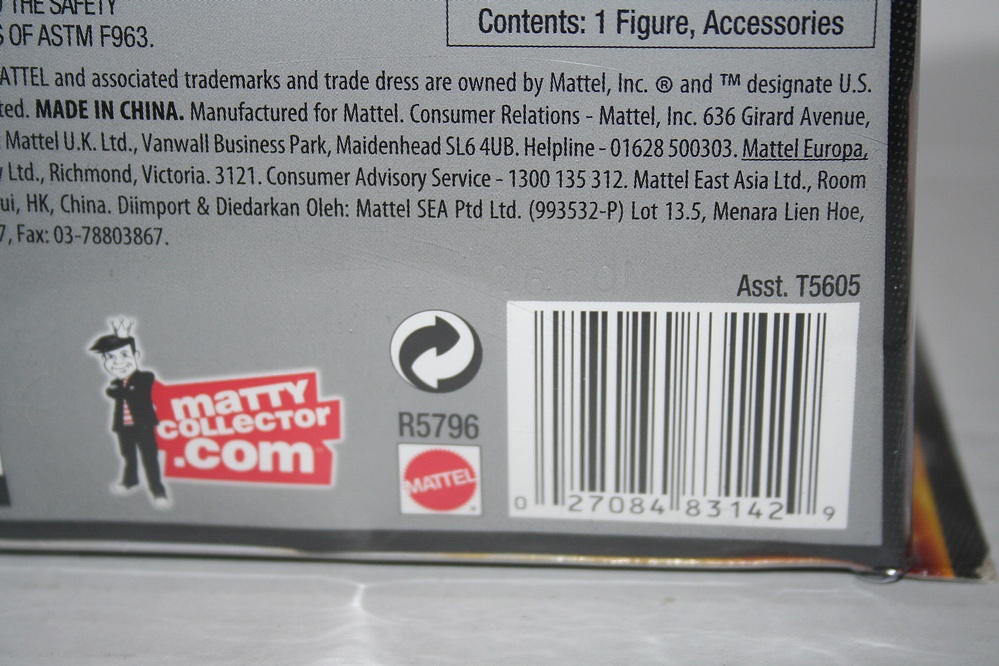 THE SAFETY
OF ASTM F963.
Contents: 1 Figure, Accessories
ATTEL and associated trademarks and trade dress are owned by Mattel, Inc. ® and ™ designate U.S.
ted. MADE IN CHINA. Manufactured for Mattel. Consumer Relations - Mattel, Inc. 636 Girard Avenue,
Mattel U.K. Ltd., Vanwall Business Park, Maidenhead SL6 4UB. Helpline - 01628 500303. Mattel Europa,
Ltd., Richmond, Victoria. 3121. Consumer Advisory Service - 1300 135 312. Mattel East Asia Ltd., Room
ui, HK, China. Diimport & Diedarkan Oleh: Mattel SEA Ptd Ltd. (993532-P) Lot 13.5, Menara Lien Hoe,
7, Fax: 03-78803867.
Asst. T5605
maTTY
COLLECTOR
.com
R5796
MATTEL
0 27084 83142 9